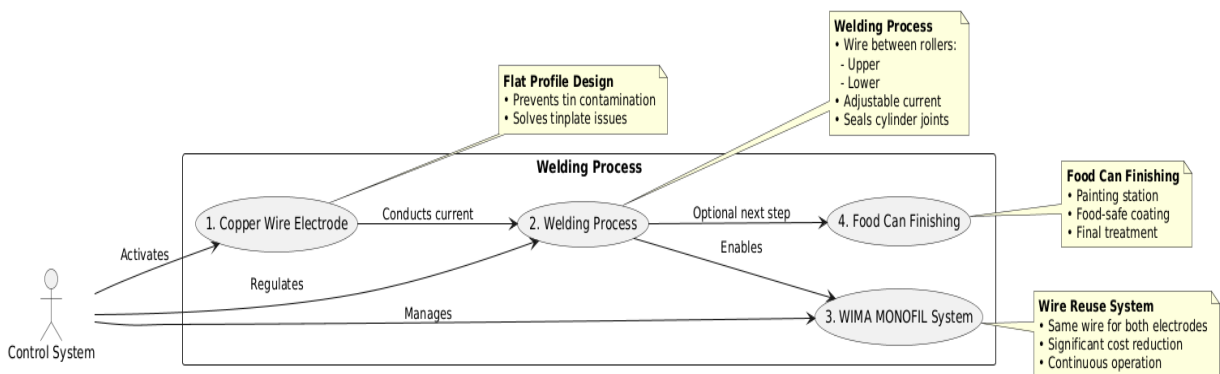 Welding Process
• Wire between rollers:
- Upper
- Lower
• Adjustable current
• Seals cylinder joints
Flat Profile Design
• Prevents tin contamination
• Solves tinplate issues
Welding Process
Food Can Finishing
• Painting station
• Food-safe coating
• Final treatment
1. Copper Wire Electrode
Conducts current
2. Welding Process
Optional next step
4. Food Can Finishing
Activates
Enables
Regulates
Manages
3. WIMA MONOFIL System
Wire Reuse System
• Same wire for both electrodes
• Significant cost reduction
• Continuous operation
Control System